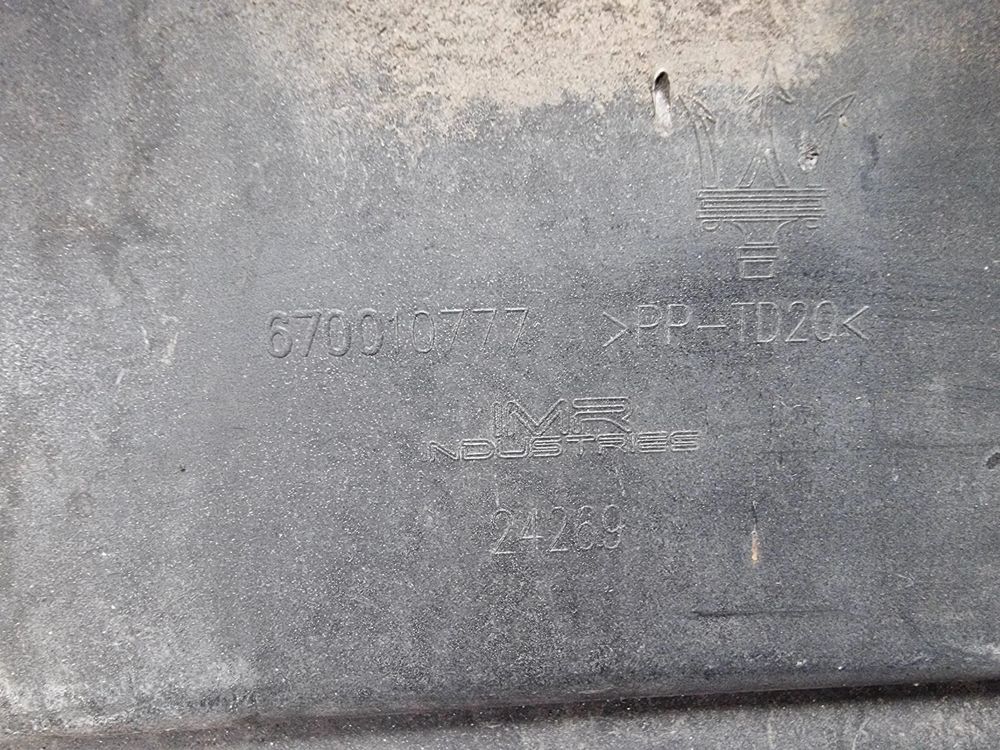 670010777 >PP-TD20<
IMR
INDUSTRIES
24269